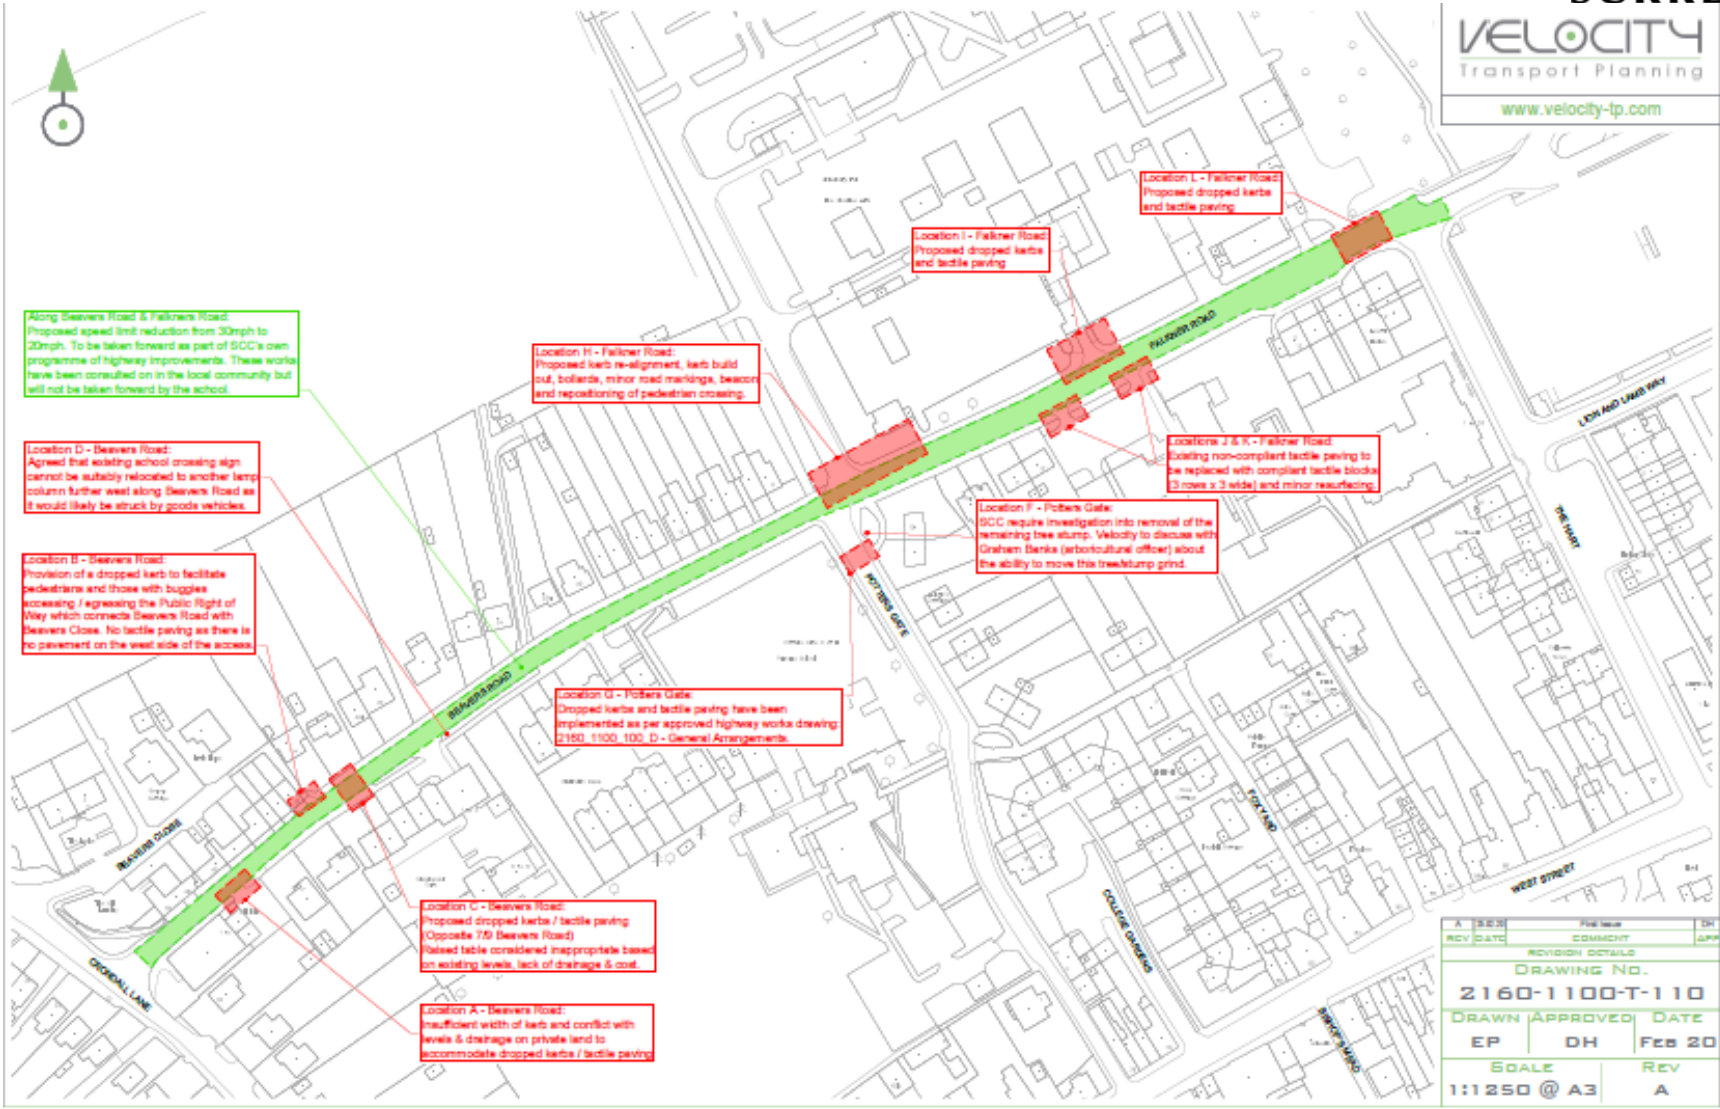 VELOCITY
Transport Planning
www.velocity-tp.com
Location L - Falkner Road:
Proposed dropped kerbs
and tactile paving
Location I - Falkner Road:
Proposed dropped kerbs
and tactile paving
Along Beavers Road & Falkners Road:
Proposed speed limit reduction from 30mph to
20mph. To be taken forward as part of SCC's own
programme of highway improvements. These works
have been consulted on in the local community but
will not be taken forward by the school.
Location H - Falkner Road:
Proposed kerb re-alignment, kerb build
out, bollards, minor road markings, beacon
and repositioning of pedestrian crossing.
FALKNER ROAD
LION AND LAMB WAY
Location D - Beavers Road:
Agreed that existing school crossing sign
cannot be suitably relocated to another lamp
column further west along Beavers Road as
it would likely be struck by goods vehicles.
Locations J & K - Falkner Road:
Existing non-compliant tactile paving to
be replaced with compliant tactile blocks
(3 rows x 3 wide) and minor resurfacing.
Location F - Potters Gate:
SCC require investigation into removal of the
remaining tree stump. Velocity to discuss with
Graham Banks (arboricultural officer) about
the ability to move this tree/stump grind.
THE HART
Location B - Beavers Road:
Provision of a dropped kerb to facilitate
pedestrians and those with buggies
accessing / egressing the Public Right of
Way which connects Beavers Road with
Beavers Close. No tactile paving as there is
no pavement on the west side of the access.
POTTERS GATE
BEAVERS ROAD
Location G - Potters Gate:
Dropped kerbs and tactile paving have been
implemented as per approved highway works drawing
2160_1100_100_D - General Arrangements.
BEAVERS CLOSE
FOX YARD
WEST STREET
COLLEGE GARDENS
Location C - Beavers Road:
Proposed dropped kerbs / tactile paving
(Opposite 7/9 Beavers Road)
Raised table considered inappropriate based
on existing levels, lack of drainage & cost.
CRONDALL LANE
Location A - Beavers Road:
Insufficient width of kerb and conflict with
levels & drainage on private land to
accommodate dropped kerbs / tactile paving
A First Issue DH
REV DATE COMMENT APP
REVISION DETAILS
DRAWING NO.
2160-1100-T-110
DRAWN APPROVED DATE
EP DH FEB 20
SCALE REV
1:1250 @ A3 A